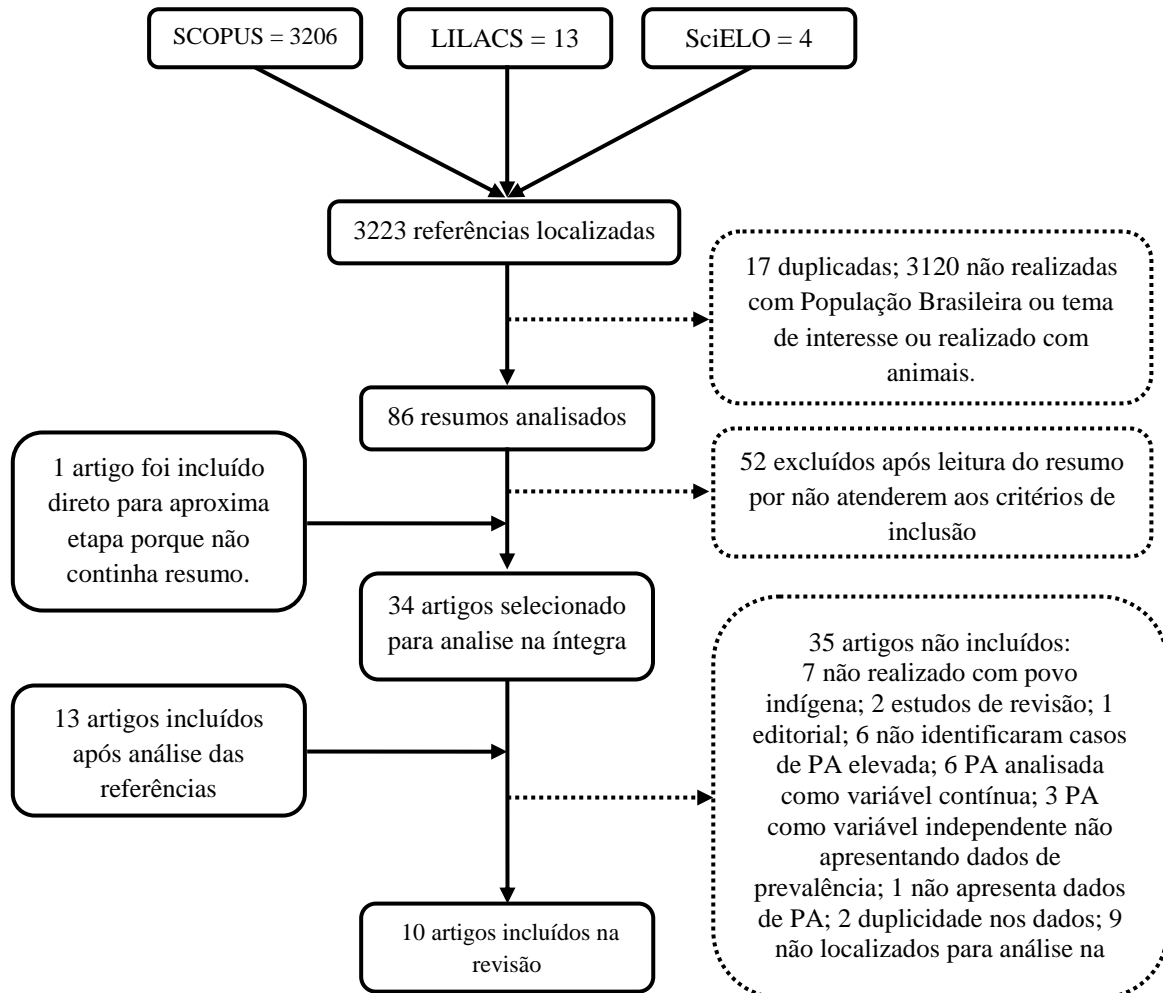 SCOPUS = 3206
LILACS = 13
SciELO = 4
3223 referências localizadas
17 duplicadas; 3120 não realizadas
com População Brasileira ou tema
de interesse ou realizado com
animais.
86 resumos analisados
1 artigo foi incluído
direto para aproxima
etapa porque não
continha resumo.
52 excluídos após leitura do resumo
por não atenderem aos critérios de
inclusão
34 artigos selecionado
para analise na íntegra
13 artigos incluídos
após análise das
referências
35 artigos não incluídos:
7 não realizado com povo
indígena; 2 estudos de revisão; 1
editorial; 6 não identificaram casos
de PA elevada; 6 PA analisada
como variável contínua; 3 PA
como variável independente não
apresentando dados de
prevalência; 1 não apresenta dados
de PA; 2 duplicidade nos dados; 9
não localizados para análise na
10 artigos incluídos na
revisão